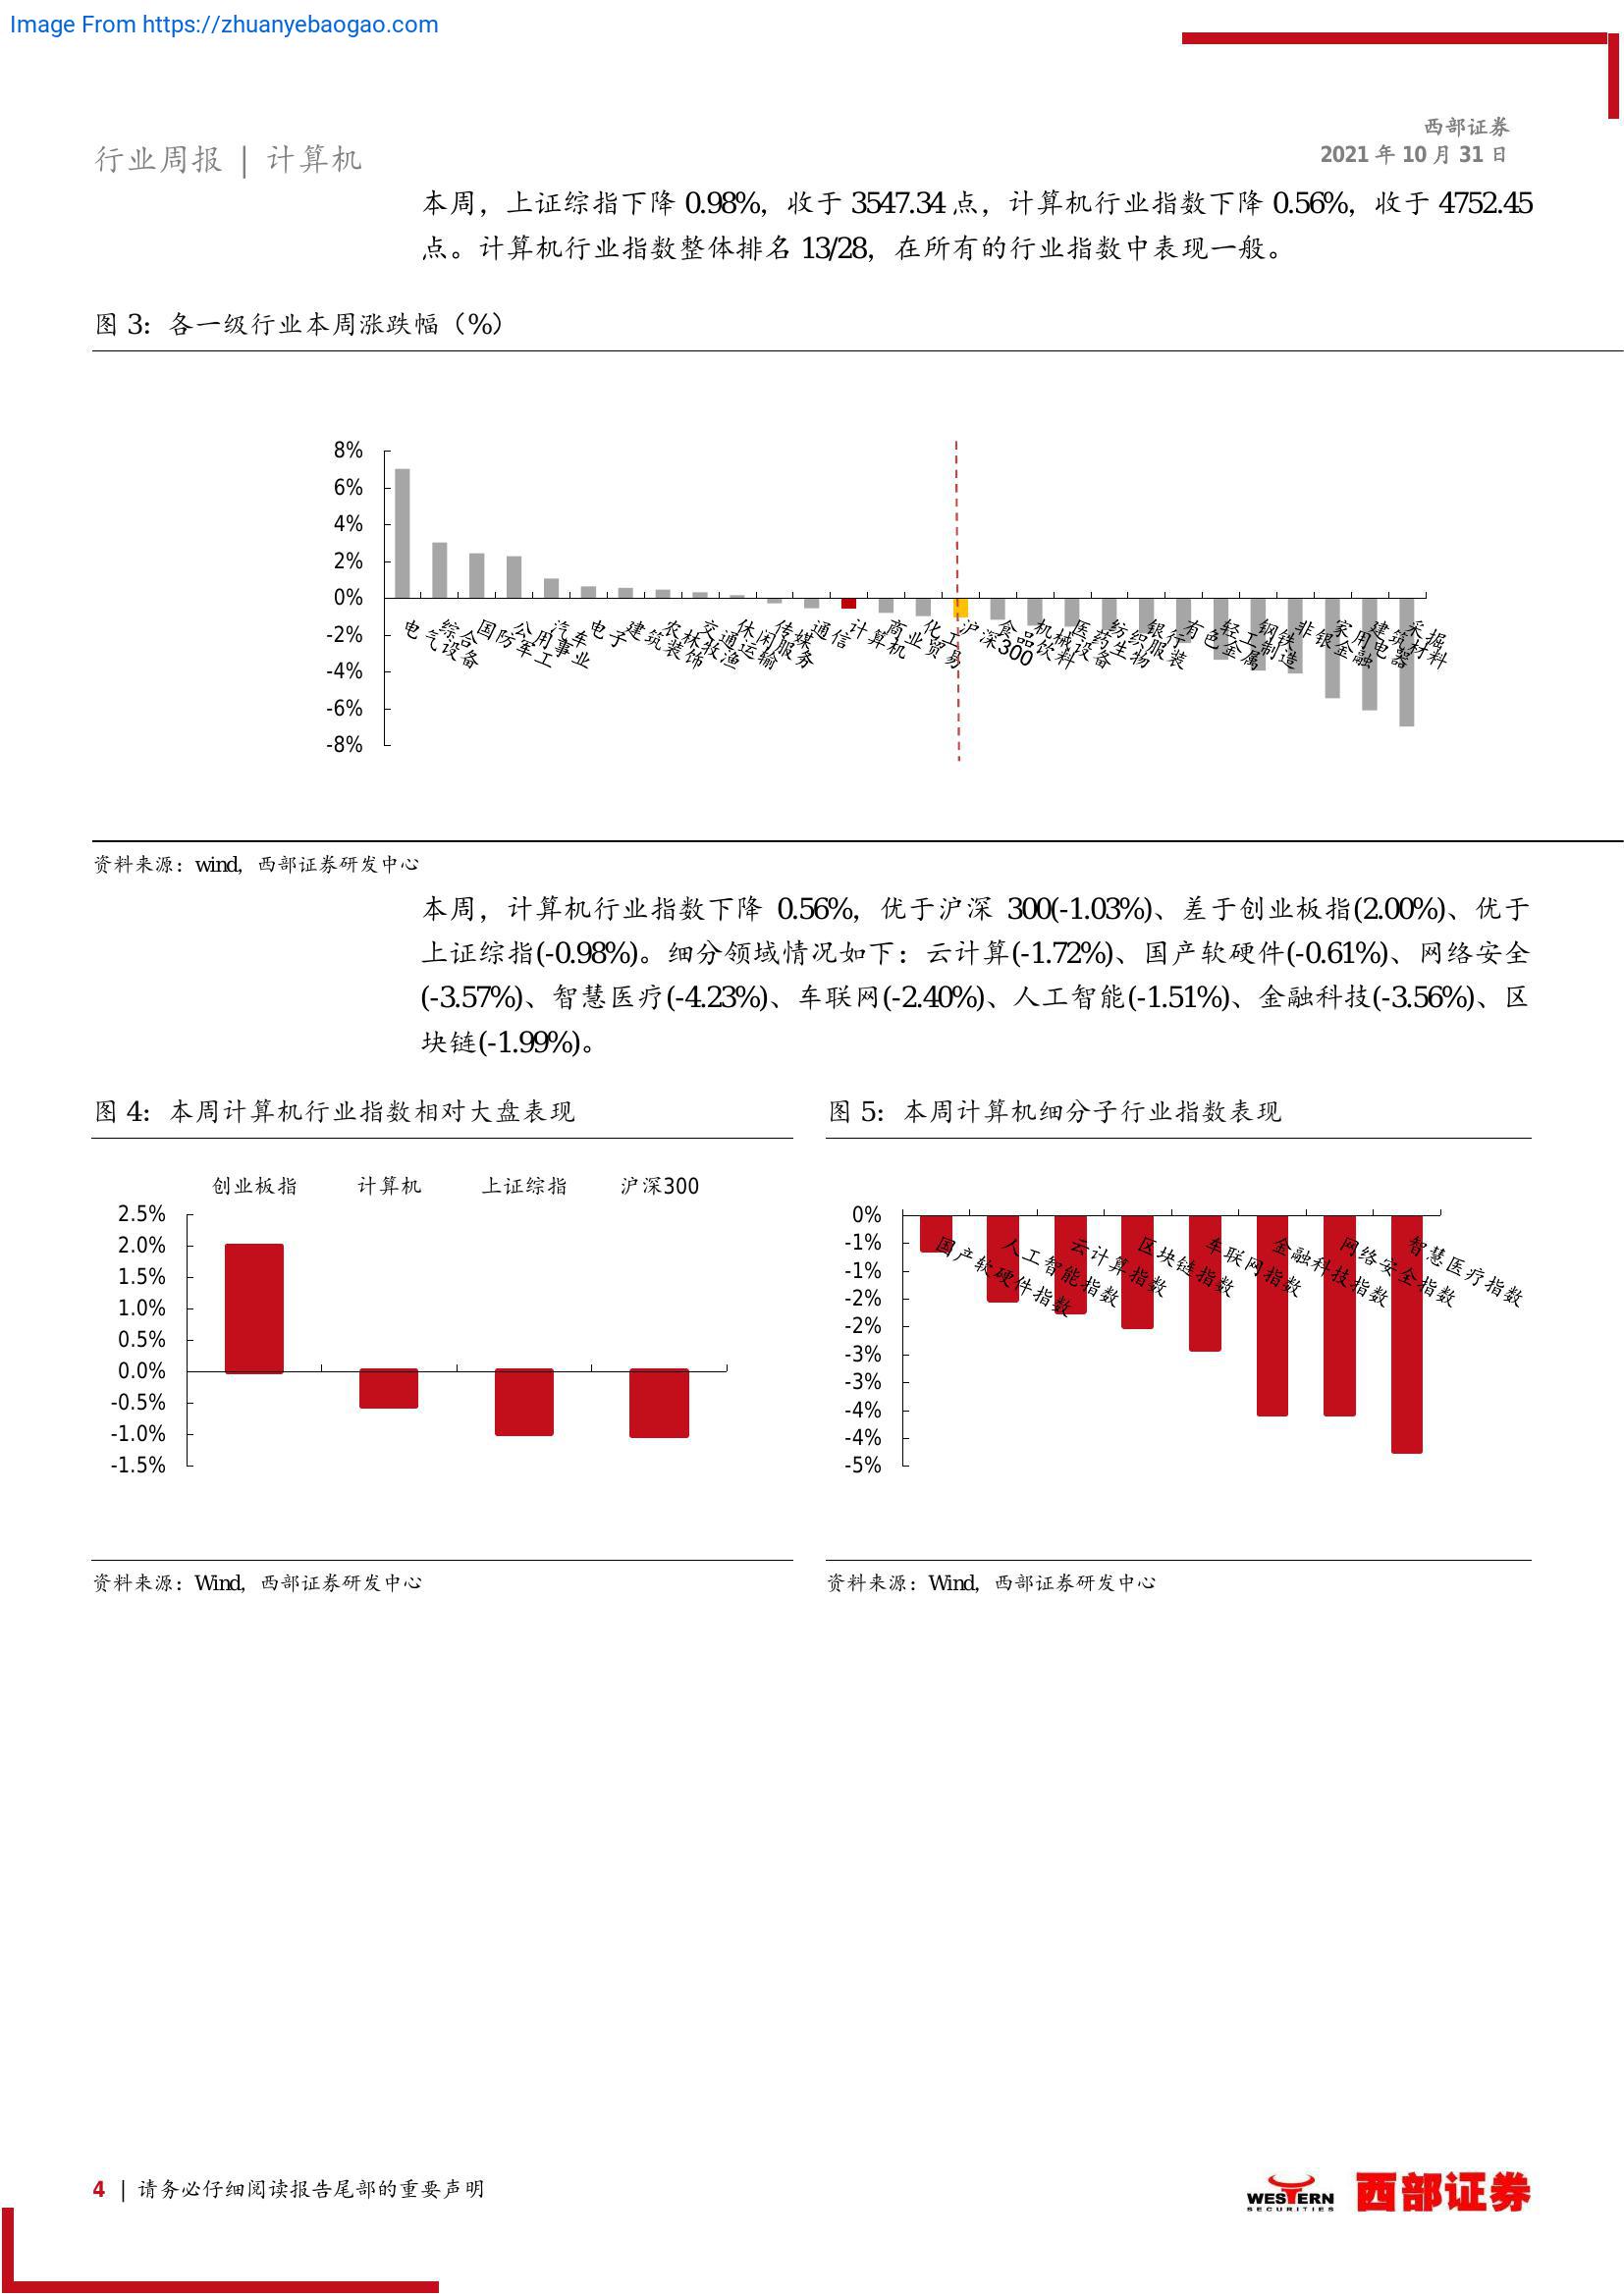 Image From https://zhuanyebaogao.com
西部证券
2021 年 10 月 31 日
行业周报 | 计算机
本周，上证综指下降 0.98%，收于 3547.34 点，计算机行业指数下降 0.56%，收于 4752.45
点。计算机行业指数整体排名 13/28，在所有的行业指数中表现一般。
图 3：各一级行业本周涨跌幅（%）
8%
6%
4%
2%
0%
-2%
-4%
-6%
-8%
电气设备
综合
国防军工
公用事业
汽车
电子
建筑装饰
农林牧渔
交通运输
休闲服务
传媒
通信
计算机
商业贸易
化工
沪深300
食品饮料
机械设备
医药生物
纺织服装
银行
有色金属
轻工制造
钢铁
非银金融
家用电器
建筑材料
采掘
资料来源：wind，西部证券研发中心
本周，计算机行业指数下降 0.56%，优于沪深 300(-1.03%)、差于创业板指(2.00%)、优于
上证综指(-0.98%)。细分领域情况如下：云计算(-1.72%)、国产软硬件(-0.61%)、网络安全
(-3.57%)、智慧医疗(-4.23%)、车联网(-2.40%)、人工智能(-1.51%)、金融科技(-3.56%)、区
块链(-1.99%)。
图 4：本周计算机行业指数相对大盘表现
创业板指 计算机 上证综指 沪深300
2.5%
2.0%
1.5%
1.0%
0.5%
0.0%
-0.5%
-1.0%
-1.5%
资料来源：Wind，西部证券研发中心
图 5：本周计算机细分子行业指数表现
0%
-1%
-1%
-2%
-2%
-3%
-3%
-4%
-4%
-5%
国产软硬件指数
人工智能指数
云计算指数
区块链指数
车联网指数
金融科技指数
网络安全指数
智慧医疗指数
资料来源：Wind，西部证券研发中心
4 | 请务必仔细阅读报告尾部的重要声明
WESTERN
SECURITIES
西部证券